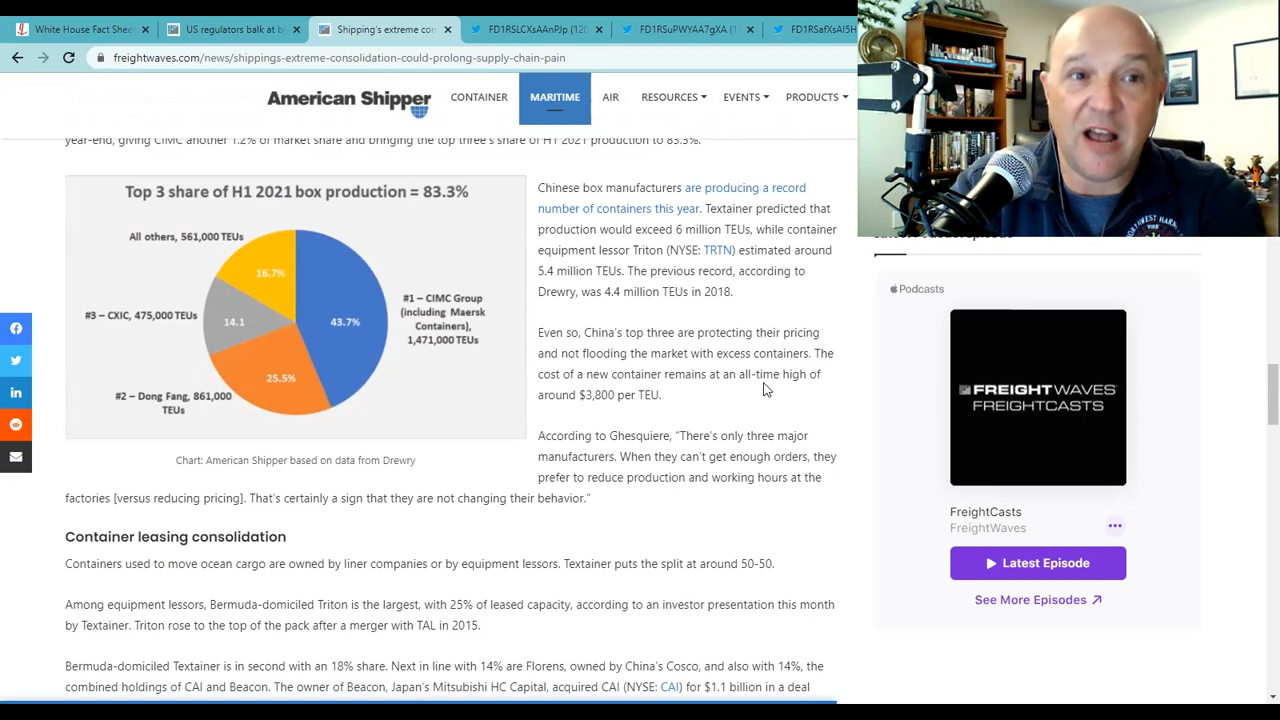 White House Fact Shee
US regulators balk at b
Shipping's extreme con
FD1RSLCXsAAnPJp (120
FD1RSuPWYAA7gXA (1
FD1RSafXsAI5H
freightwaves.com/news/shippings-extreme-consolidation-could-prolong-supply-chain-pain
American Shipper
CONTAINER
MARITIME
AIR
RESOURCES
EVENTS
PRODUCTS
year-end, giving CIMC another 1.2% of market share and bringing the top three's share of H1 2021 production to 83.3%.
Top 3 share of H1 2021 box production = 83.3%
All others, 561,000 TEUs
16.7%
#3 – CXIC, 475,000 TEUs
14.1
43.7%
#1 – CIMC Group
(including Maersk
Containers),
1,471,000 TEUs
25.5%
#2 – Dong Fang, 861,000
TEUs
Chart: American Shipper based on data from Drewry
Chinese box manufacturers are producing a record
number of containers this year. Textainer predicted that
production would exceed 6 million TEUs, while container
equipment lessor Triton (NYSE: TRTN) estimated around
5.4 million TEUs. The previous record, according to
Drewry, was 4.4 million TEUs in 2018.
Even so, China's top three are protecting their pricing
and not flooding the market with excess containers. The
cost of a new container remains at an all-time high of
around $3,800 per TEU.
According to Ghesquiere, “There's only three major
manufacturers. When they can't get enough orders, they
prefer to reduce production and working hours at the
factories [versus reducing pricing]. That's certainly a sign that they are not changing their behavior.”
Container leasing consolidation
Containers used to move ocean cargo are owned by liner companies or by equipment lessors. Textainer puts the split at around 50-50.
Among equipment lessors, Bermuda-domiciled Triton is the largest, with 25% of leased capacity, according to an investor presentation this month
by Textainer. Triton rose to the top of the pack after a merger with TAL in 2015.
Bermuda-domiciled Textainer is in second with an 18% share. Next in line with 14% are Florens, owned by China's Cosco, and also with 14%, the
combined holdings of CAI and Beacon. The owner of Beacon, Japan's Mitsubishi HC Capital, acquired CAI (NYSE: CAI) for $1.1 billion in a deal
Podcasts
FREIGHTWAVES
FREIGHTCASTS
FreightCasts
FreightWaves
Latest Episode
See More Episodes